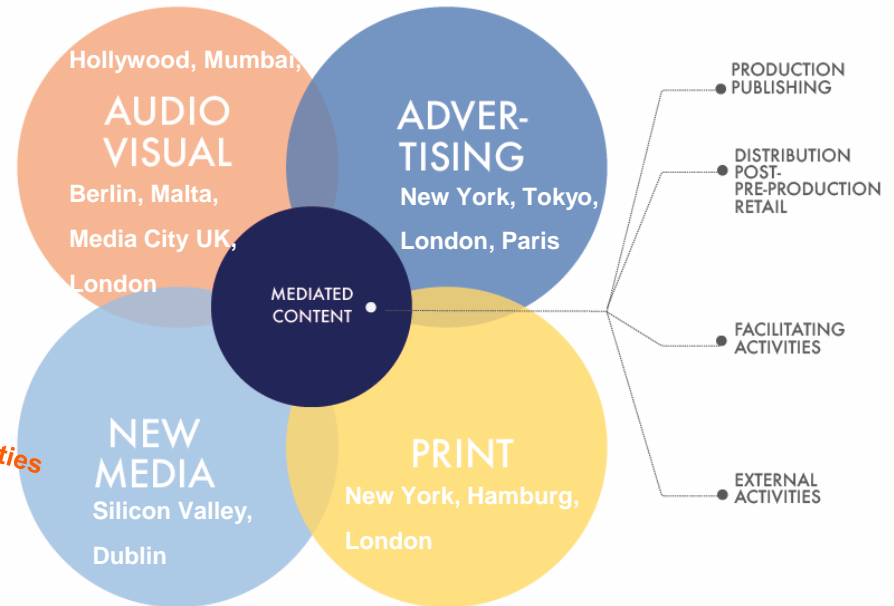 Hollywood, Mumbai,
AUDIO
VISUAL
Berlin, Malta,
Media City UK,
London
ADVER-
TISING
New York, Tokyo,
London, Paris
MEDIATED
CONTENT
NEW
MEDIA
Silicon Valley,
Dublin
PRINT
New York, Hamburg,
London
PRODUCTION
PUBLISHING
DISTRIBUTION
POST-
PRE-PRODUCTION
RETAIL
FACILITATING
ACTIVITIES
EXTERNAL
ACTIVITIES